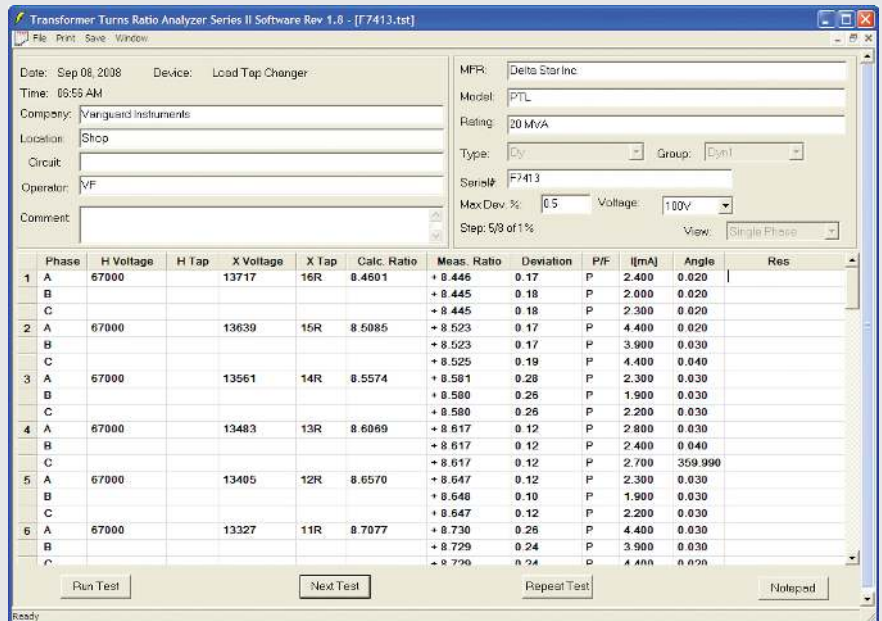 Transformer Turns Ratio Analyzer Series II Software Rev 1.8 - [F7413.tst]
File Print Save Window
Date: Sep 08, 2008 Device: Load Tap Changer
Time: 06:56 AM
Company: Vanguard Instruments
Location: Shop
Circuit:
Operator: VF
Comment:
MFR: Delta Star Inc.
Model: PTL
Rating: 20 MVA
Type: Dy Group: Dyn1
Serial#: F7413
Max Dev. %: 0.5 Voltage: 100V
Step: 5/8 of 1% View: Single Phase
Phase H Voltage H Tap X Voltage X Tap Calc. Ratio Meas. Ratio Deviation P/F I[mA] Angle Res
1 A 67000 13717 16R 8.4601 + 8.446 0.17 P 2.400 0.020
B + 8.445 0.18 P 2.000 0.020
C + 8.445 0.18 P 2.300 0.020
2 A 67000 13639 15R 8.5085 + 8.523 0.17 P 4.400 0.020
B + 8.523 0.17 P 3.900 0.030
C + 8.525 0.19 P 4.400 0.040
3 A 67000 13561 14R 8.5574 + 8.581 0.28 P 2.300 0.030
B + 8.580 0.26 P 1.900 0.030
C + 8.580 0.26 P 2.200 0.030
4 A 67000 13483 13R 8.6069 + 8.617 0.12 P 2.800 0.030
B + 8.617 0.12 P 2.400 0.040
C + 8.617 0.12 P 2.700 359.990
5 A 67000 13405 12R 8.6570 + 8.647 0.12 P 2.300 0.030
B + 8.648 0.10 P 1.900 0.030
C + 8.647 0.12 P 2.200 0.030
6 A 67000 13327 11R 8.7077 + 8.730 0.26 P 4.400 0.030
B + 8.729 0.24 P 3.900 0.030
C + 8.729 0.24 P 4.400 0.020
Run Test Next Test Repeat Test Notepad
Ready